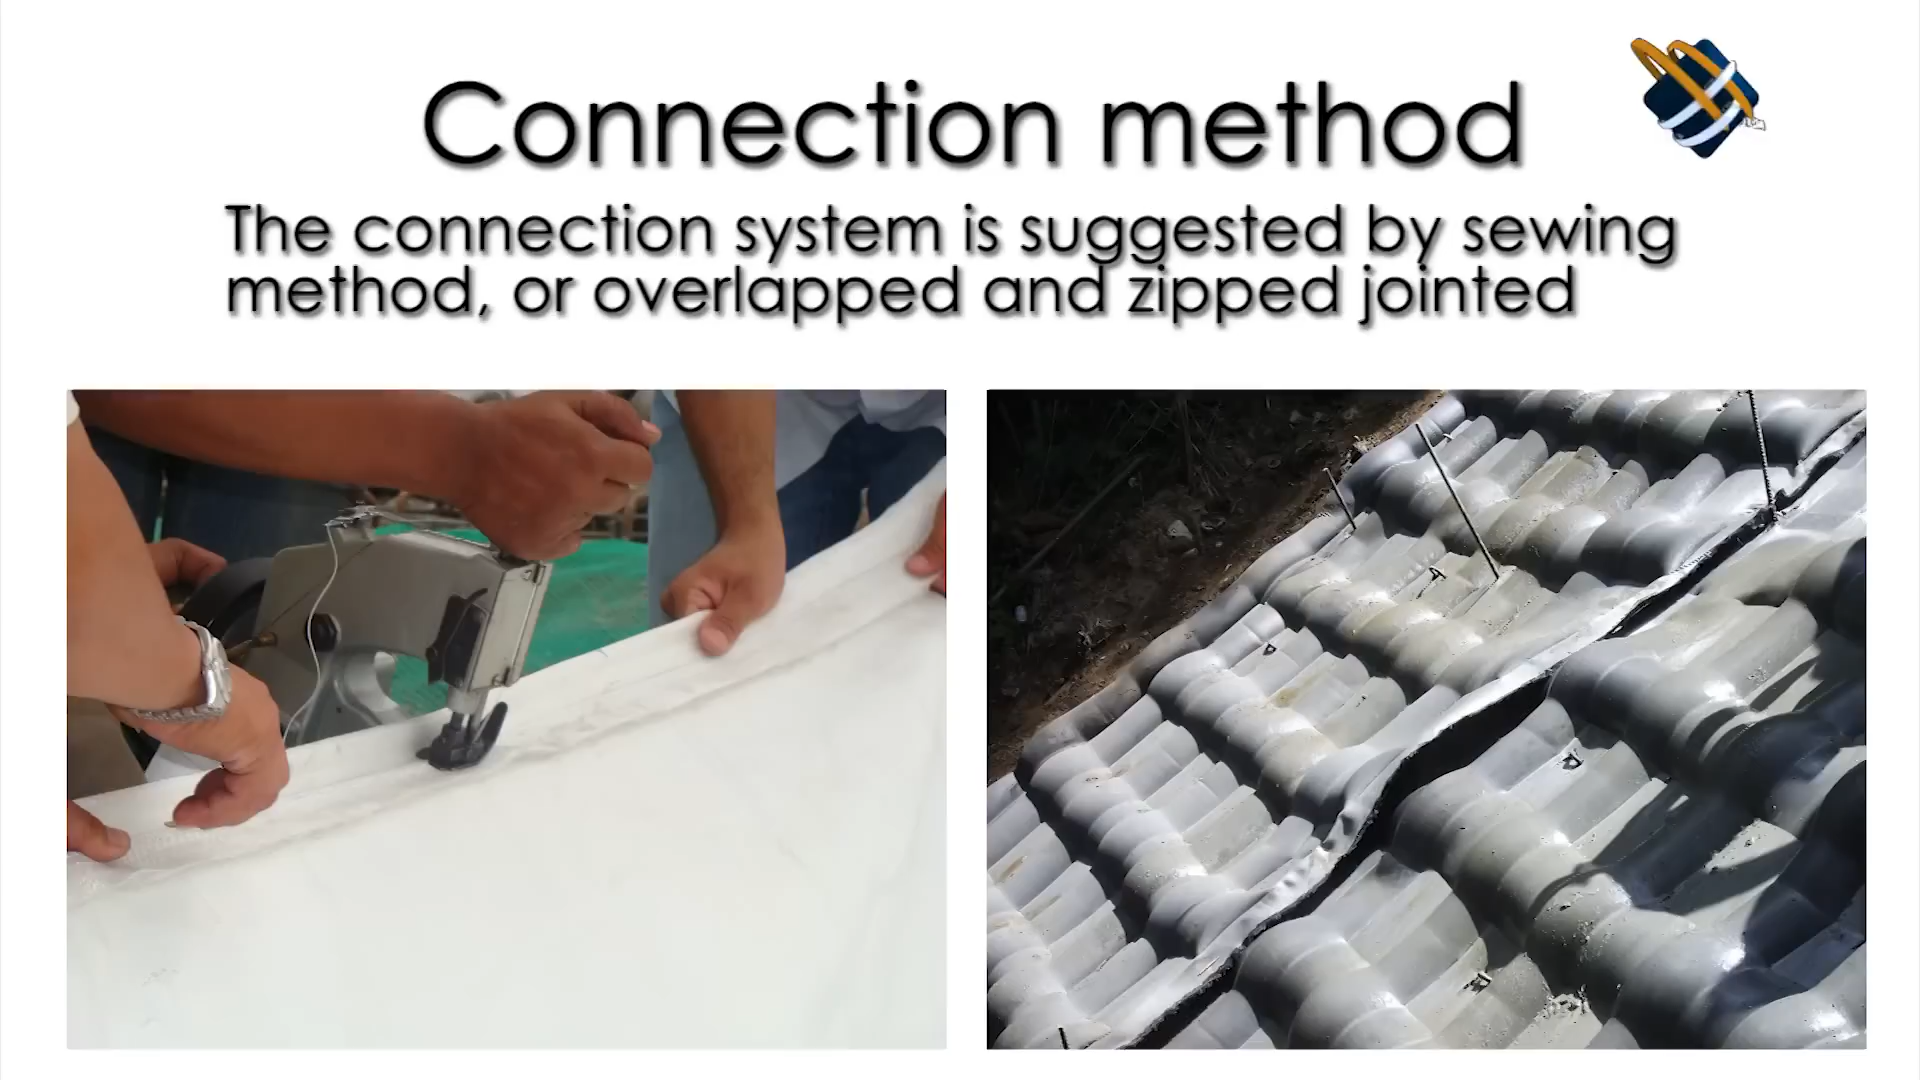 Connection method
The connection system is suggested by sewing
method, or overlapped and zipped jointed